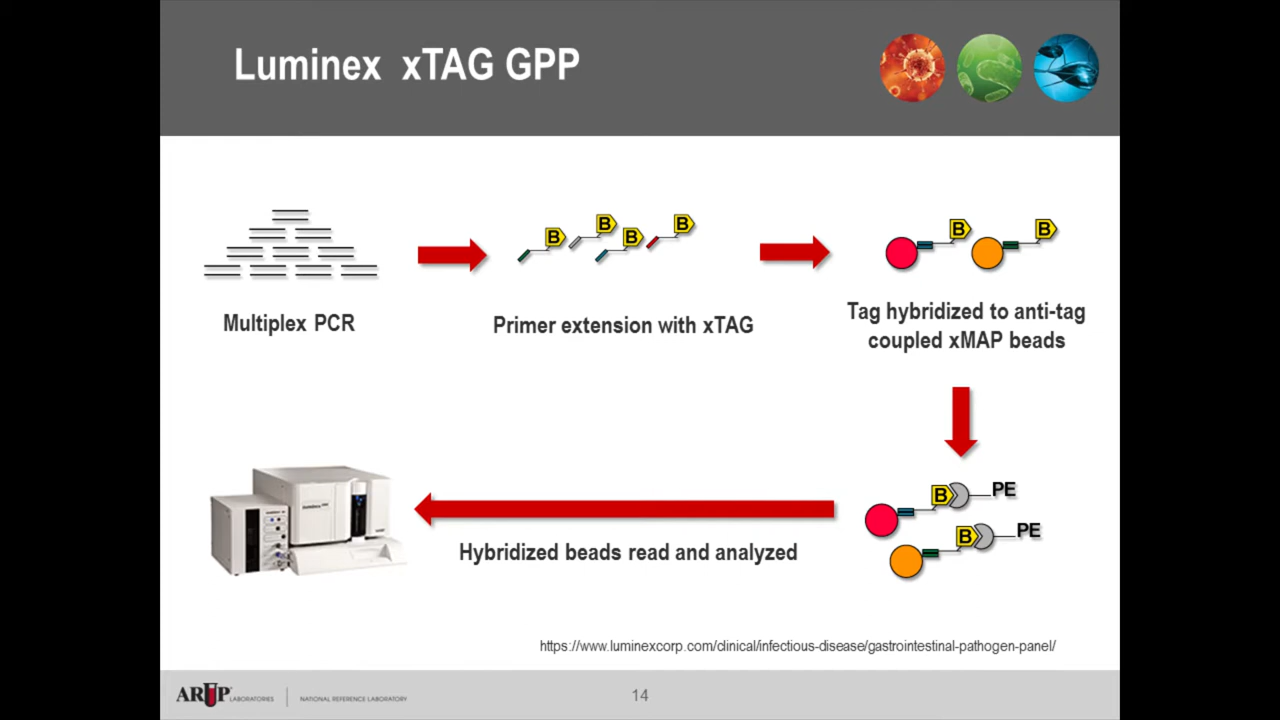 Luminex xTAG GPP
B
B
B
B
B
B
Multiplex PCR
Primer extension with xTAG
Tag hybridized to anti-tag
coupled xMAP beads
B
PE
B
PE
Hybridized beads read and analyzed
https://www.luminexcorp.com/clinical/infectious-disease/gastrointestinal-pathogen-panel/
ARUP LABORATORIES NATIONAL REFERENCE LABORATORY
14